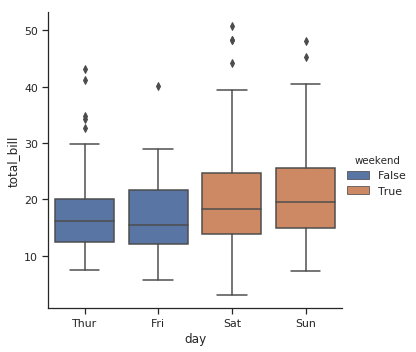 50
40
30
20
10
total_bill
Thur Fri Sat Sun
day
weekend
False
True